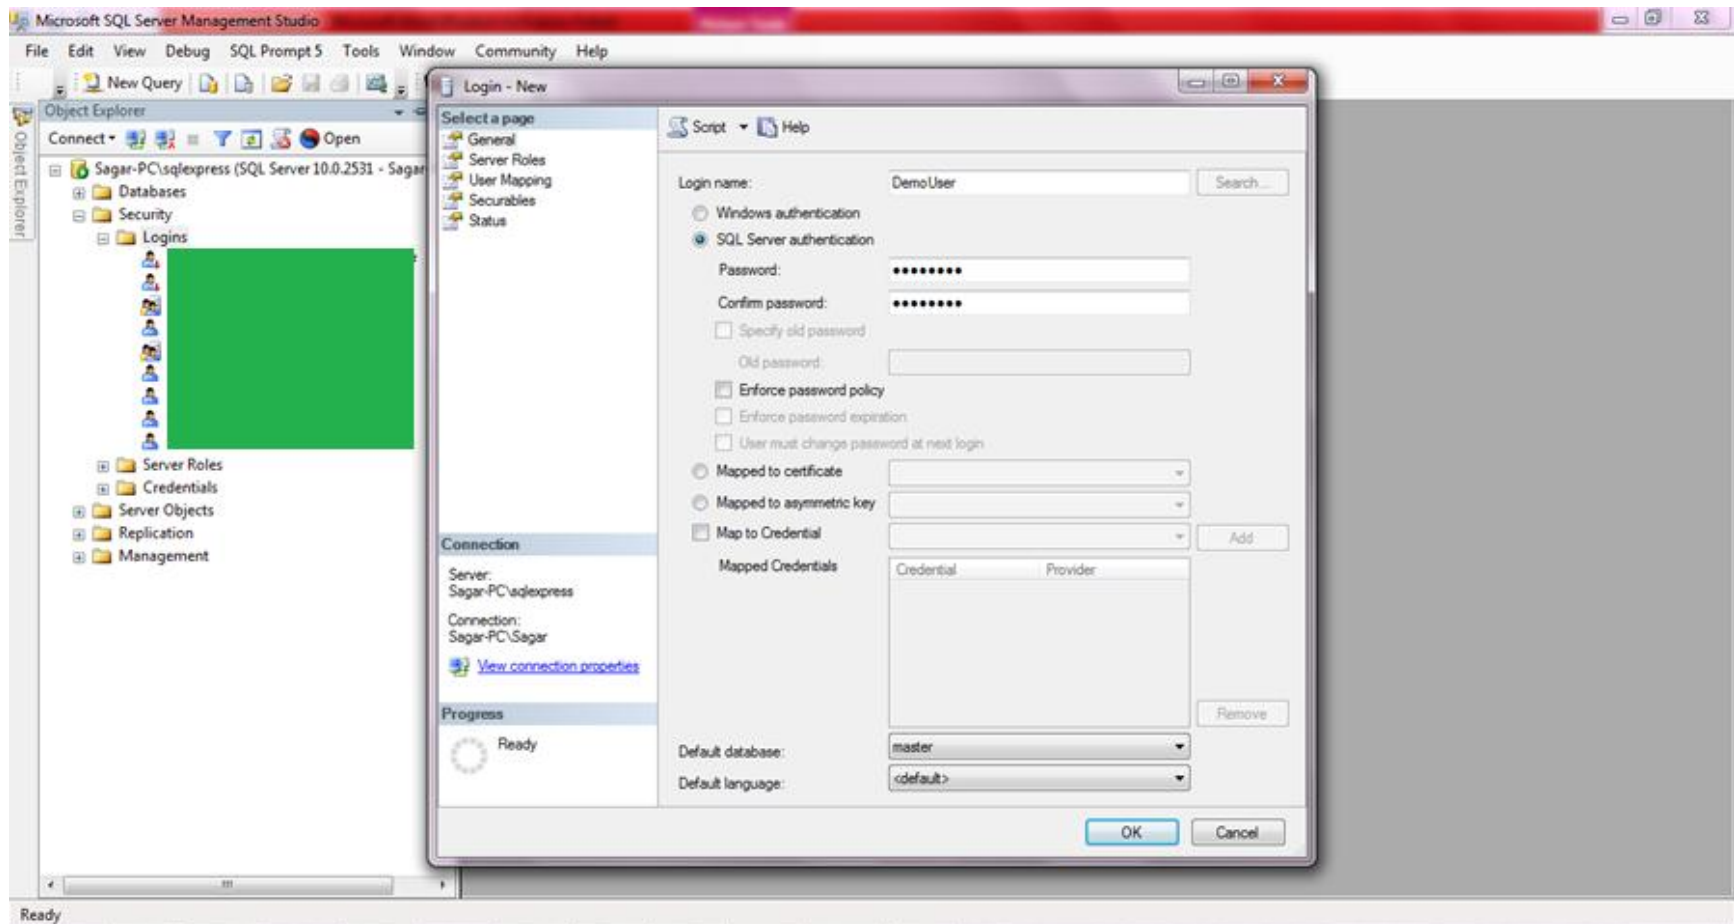 Microsoft SQL Server Management Studio
File Edit View Debug SQL Prompt 5 Tools Window Community Help
New Query
Object Explorer
Connect Open
Object Explorer
Sagar-PC\sqlexpress (SQL Server 10.0.2531 - Sagar
Databases
Security
Logins
Server Roles
Credentials
Server Objects
Replication
Management
Login - New
Select a page
General
Server Roles
User Mapping
Securables
Status
Connection
Server:
Sagar-PC\sqlexpress
Connection:
Sagar-PC\Sagar
View connection properties
Progress
Ready
Script Help
Login name: DemoUser Search...
Windows authentication
SQL Server authentication
Password: ●●●●●●●●
Confirm password: ●●●●●●●●
Specify old password
Old password:
Enforce password policy
Enforce password expiration
User must change password at next login
Mapped to certificate
Mapped to asymmetric key
Map to Credential Add
Mapped Credentials Credential Provider
Remove
Default database: master
Default language: <default>
OK Cancel
Ready